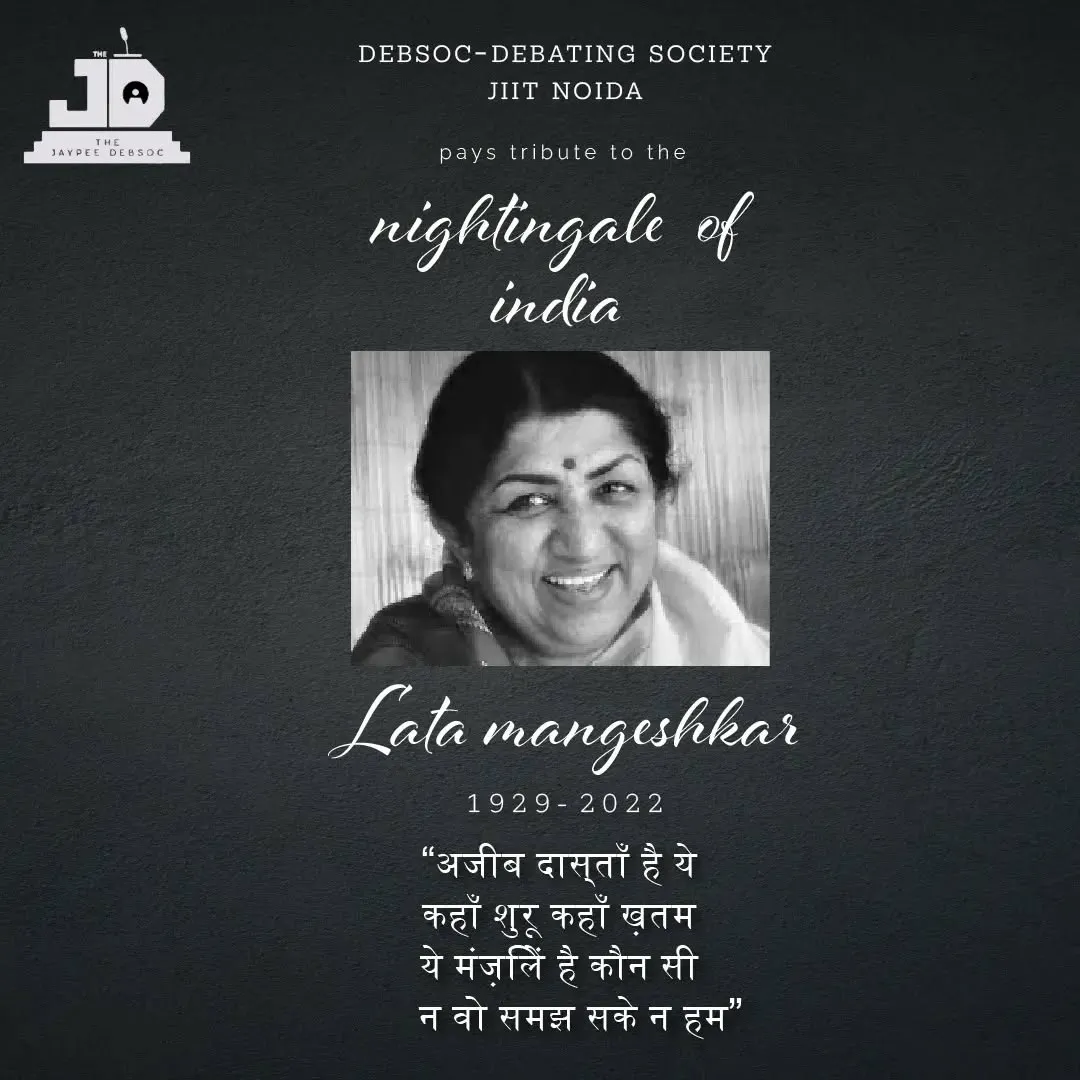 THE
JD
THE
JAYPEE DEBSOC
DEBSOC-DEBATING SOCIETY
JIIT NOIDA
pays tribute to the
nightingale of
india
Lata mangeshkar
1929-2022
“अजीब दास्ताँ है ये
कहाँ शुरू कहाँ ख़तम
ये मंज़लिें है कौन सी
न वो समझ सके न हम”